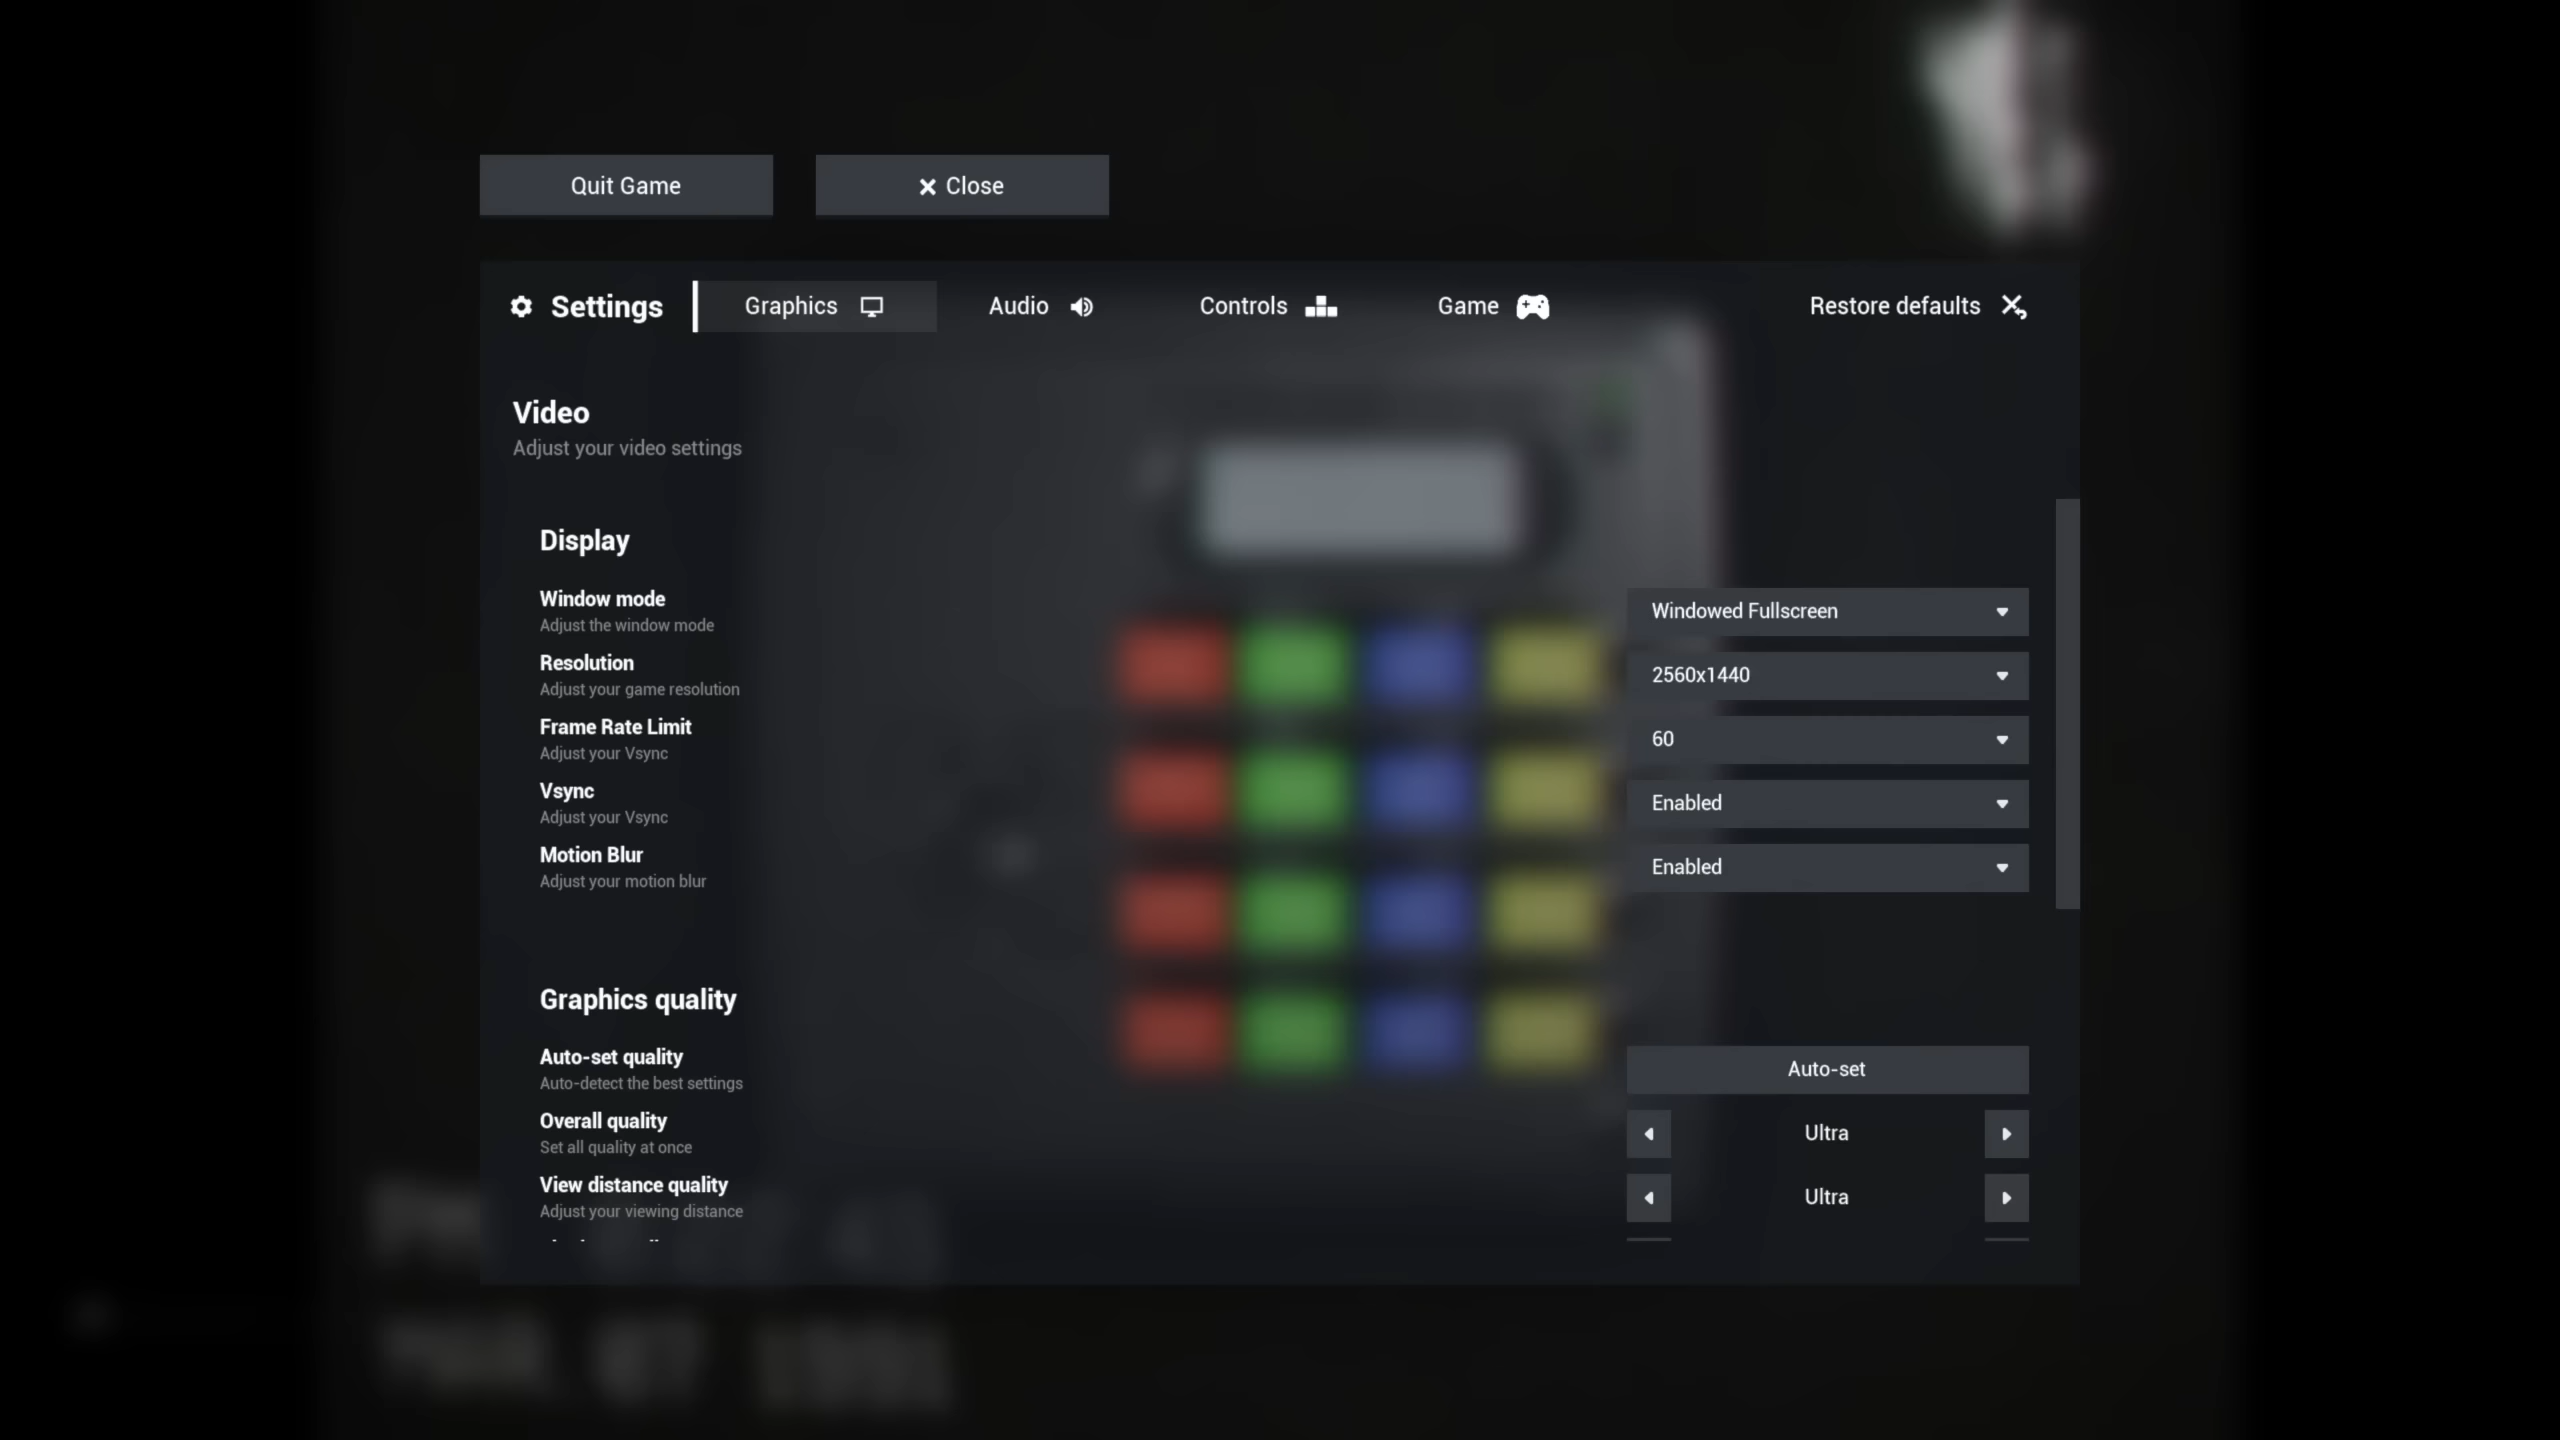 Quit Game
Close
Settings
Graphics
Audio
Controls
Game
Restore defaults
Video
Adjust your video settings
Display
Window mode
Adjust the window mode
Windowed Fullscreen
Resolution
Adjust your game resolution
2560x1440
Frame Rate Limit
Adjust your Vsync
60
Vsync
Adjust your Vsync
Enabled
Motion Blur
Adjust your motion blur
Enabled
Graphics quality
Auto-set quality
Auto-detect the best settings
Auto-set
Overall quality
Set all quality at once
Ultra
View distance quality
Adjust your viewing distance
Ultra